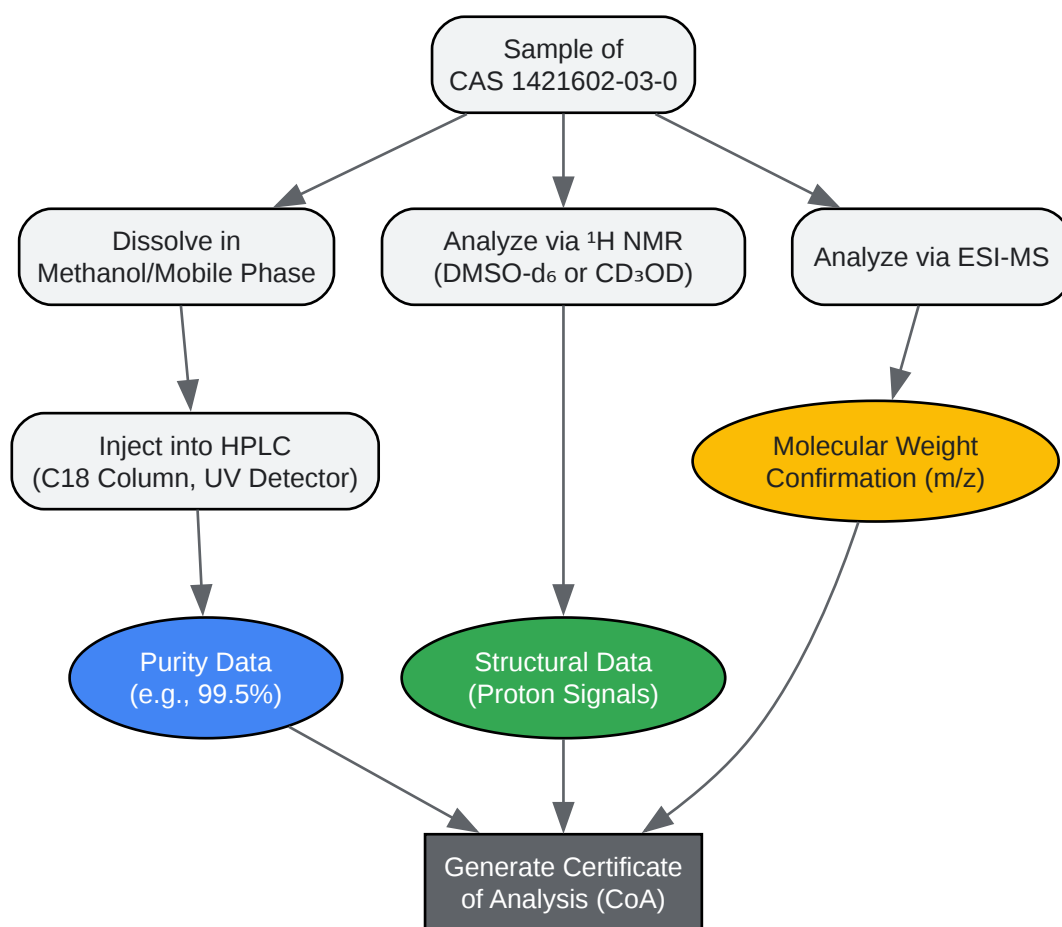 Sample of
CAS 1421602-03-0
Dissolve in
Methanol/Mobile Phase
Analyze via ¹H NMR
(DMSO-d₆ or CD₃OD)
Analyze via ESI-MS
Inject into HPLC
(C18 Column, UV Detector)
Molecular Weight
Confirmation (m/z)
Purity Data
(e.g., 99.5%)
Structural Data
(Proton Signals)
Generate Certificate
of Analysis (CoA)